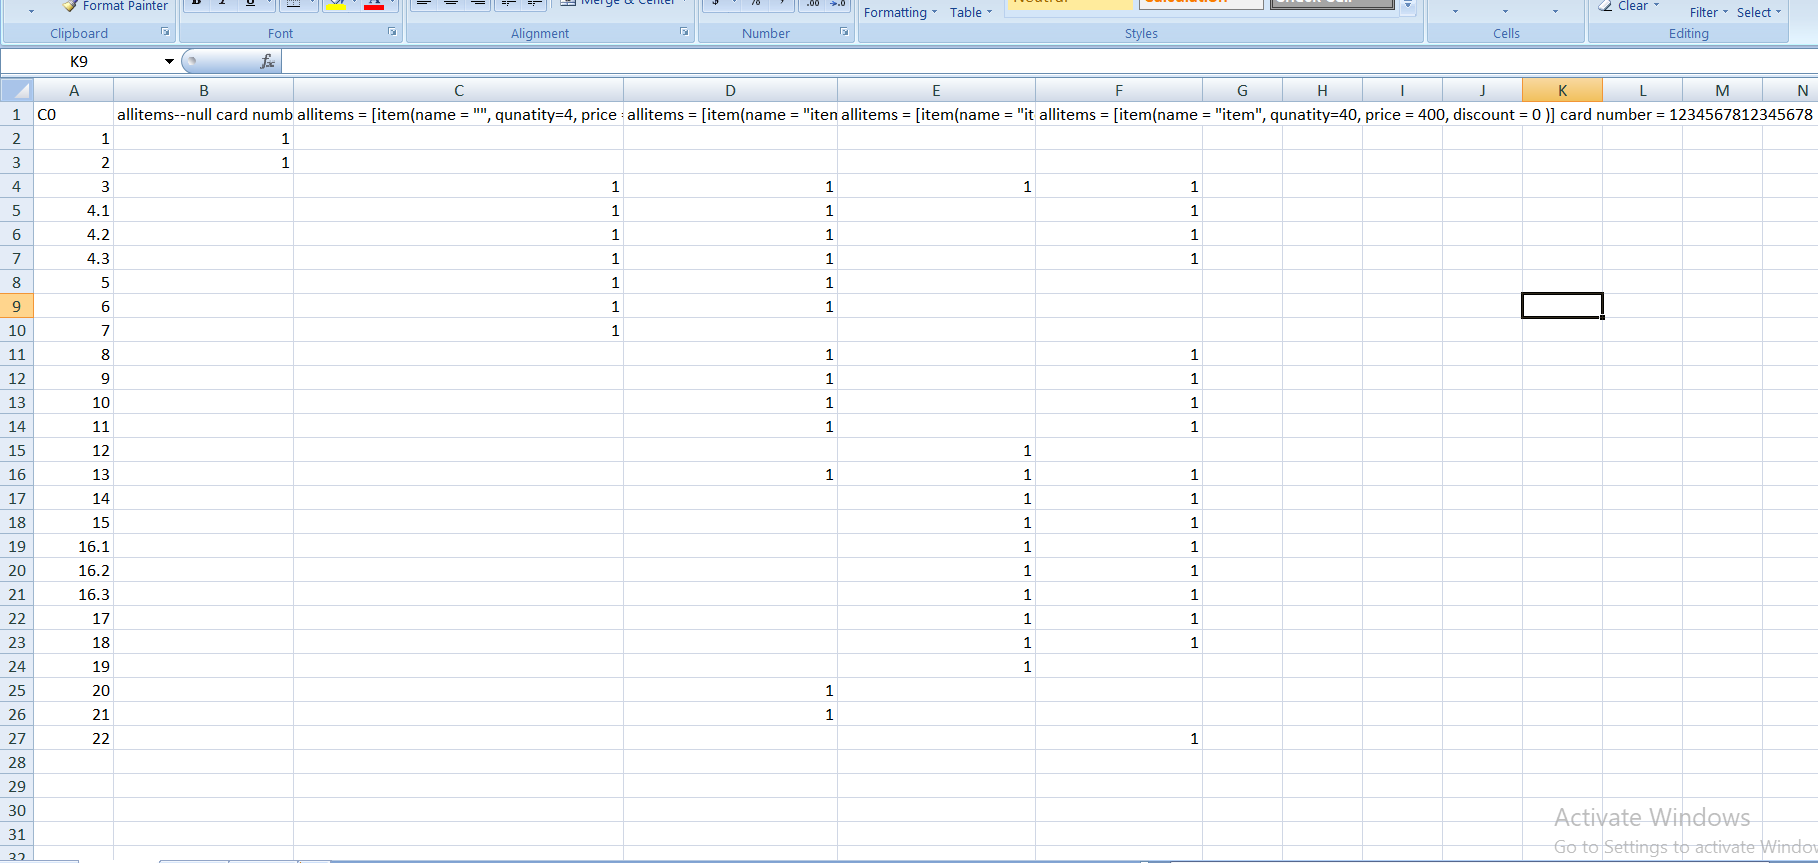 Format Painter Merge & Center Formatting Table Calculation Clear Filter Select
Clipboard Font Alignment Number Styles Cells Editing
K9 fx
A B C D E F G H I J K L M N
1 C0 allitems--null card numb allitems = [item(name = "", qunatity=4, price = allitems = [item(name = "iten allitems = [item(name = "it allitems = [item(name = "item", qunatity=40, price = 400, discount = 0 )] card number = 1234567812345678
2 1 1
3 2 1
4 3 1 1 1 1
5 4.1 1 1 1
6 4.2 1 1 1
7 4.3 1 1 1
8 5 1 1
9 6 1 1
10 7 1
11 8 1 1
12 9 1 1
13 10 1 1
14 11 1 1
15 12 1
16 13 1 1 1
17 14 1 1
18 15 1 1
19 16.1 1 1
20 16.2 1 1
21 16.3 1 1
22 17 1 1
23 18 1 1
24 19 1
25 20 1
26 21 1
27 22 1
28
29
30
31
32
Activate Windows
Go to Settings to activate Windo